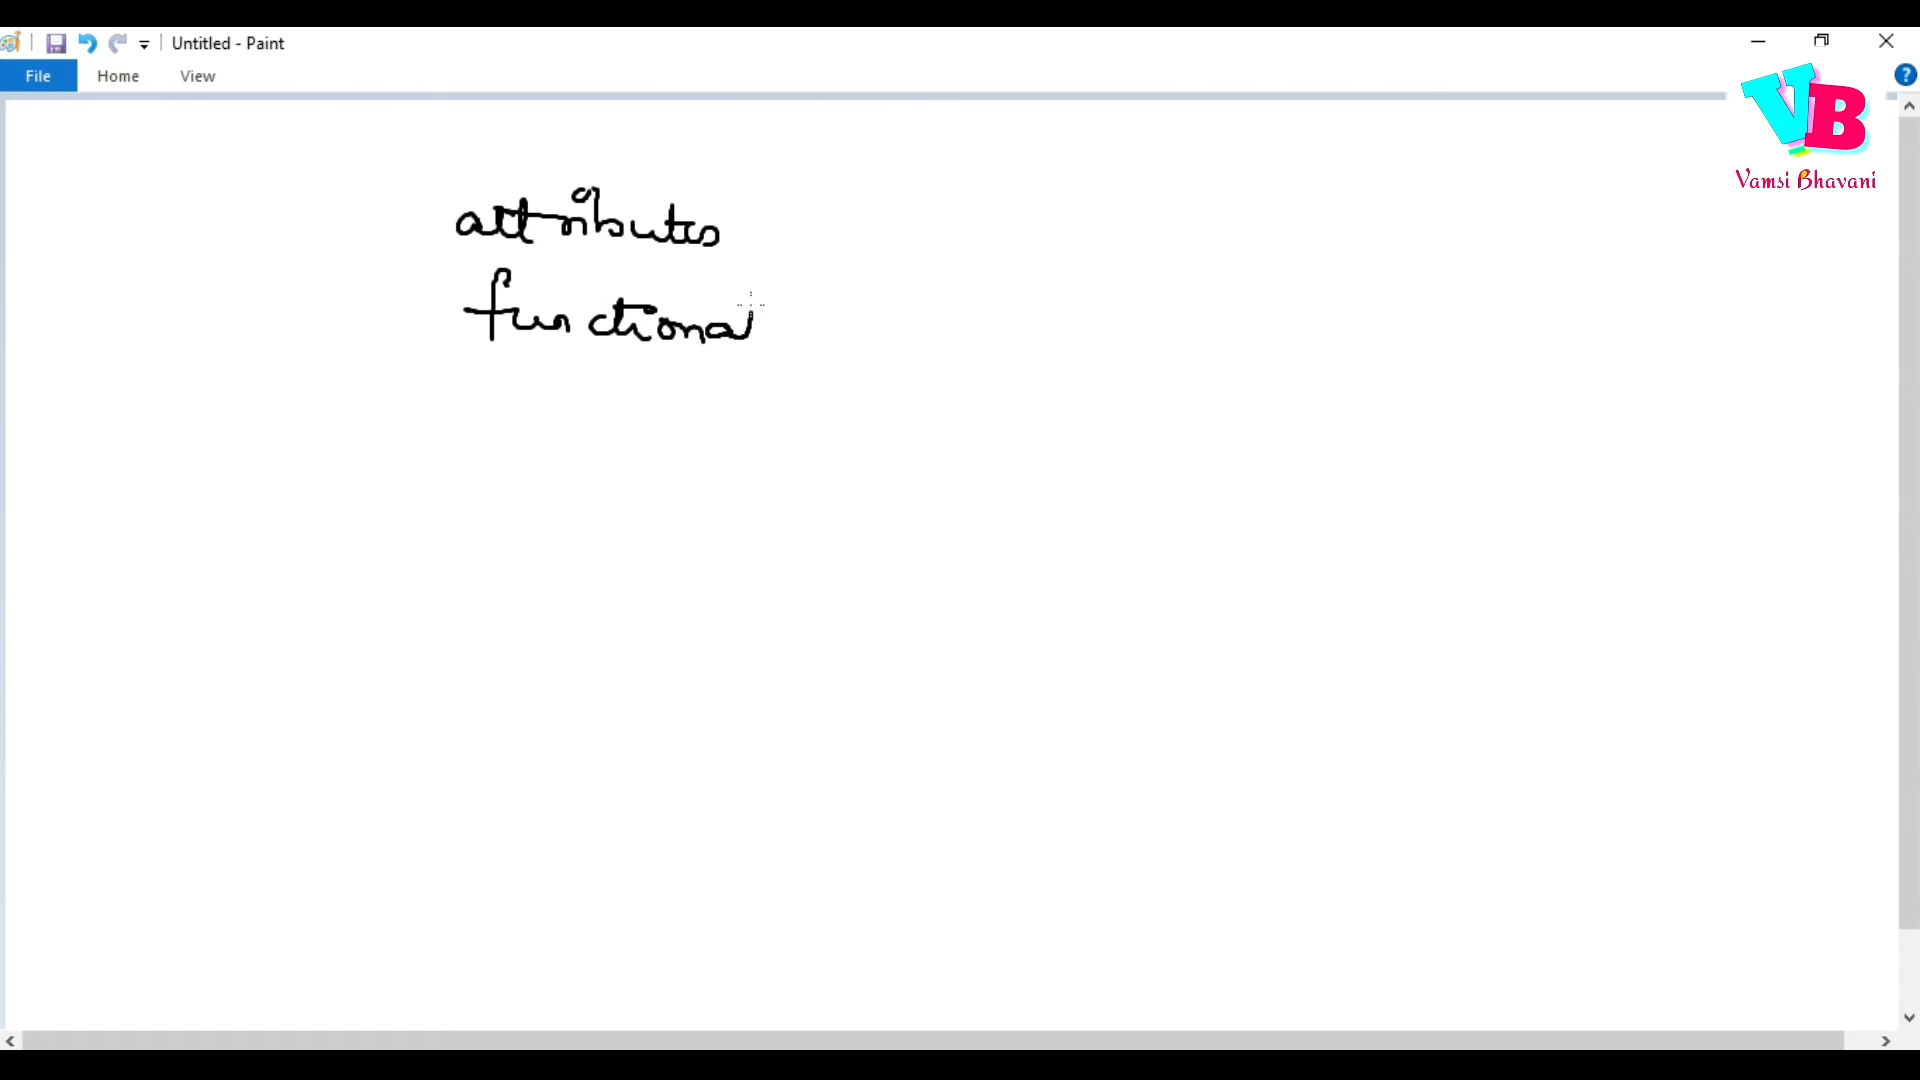 Untitled - Paint
File Home View
VB
Vamsi Bhavani
attributes
functional